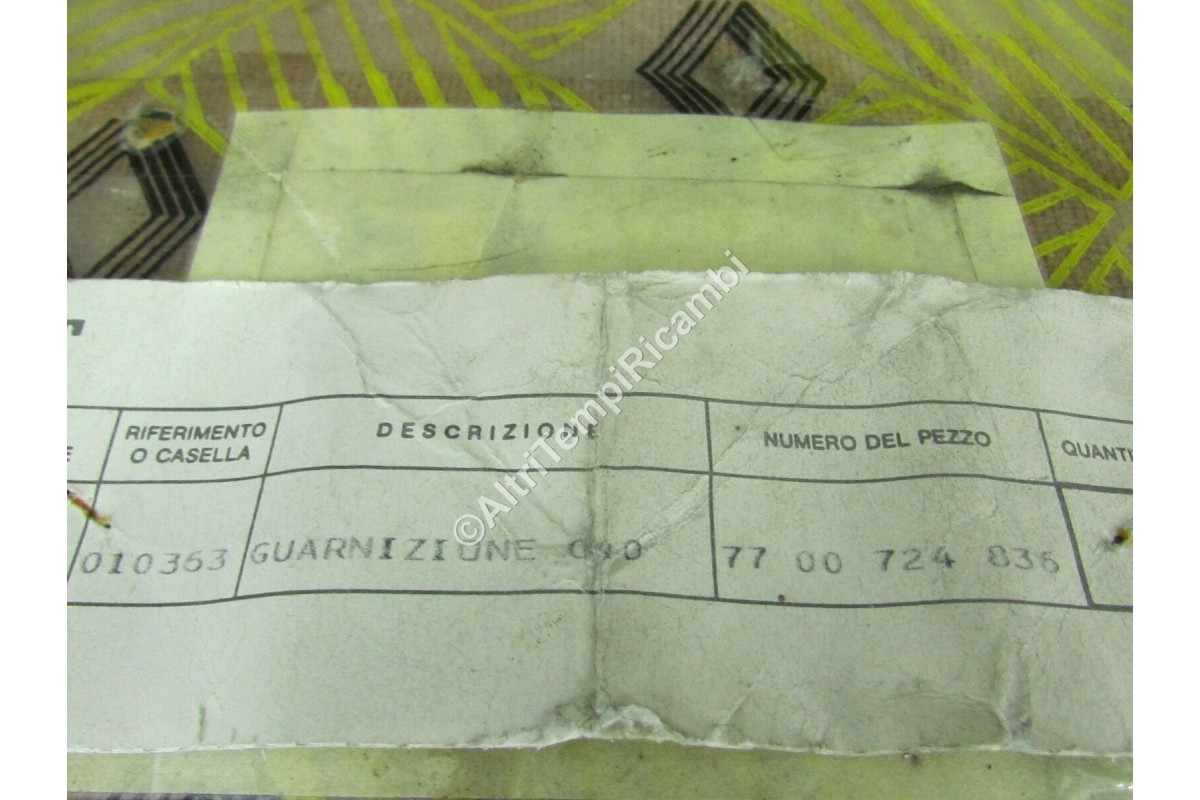 RIFERIMENTO
O CASELLA
DESCRIZIONE
NUMERO DEL PEZZO
010363 GUARNIZIONE 77 00 724 836
©AltriTempiRicambi